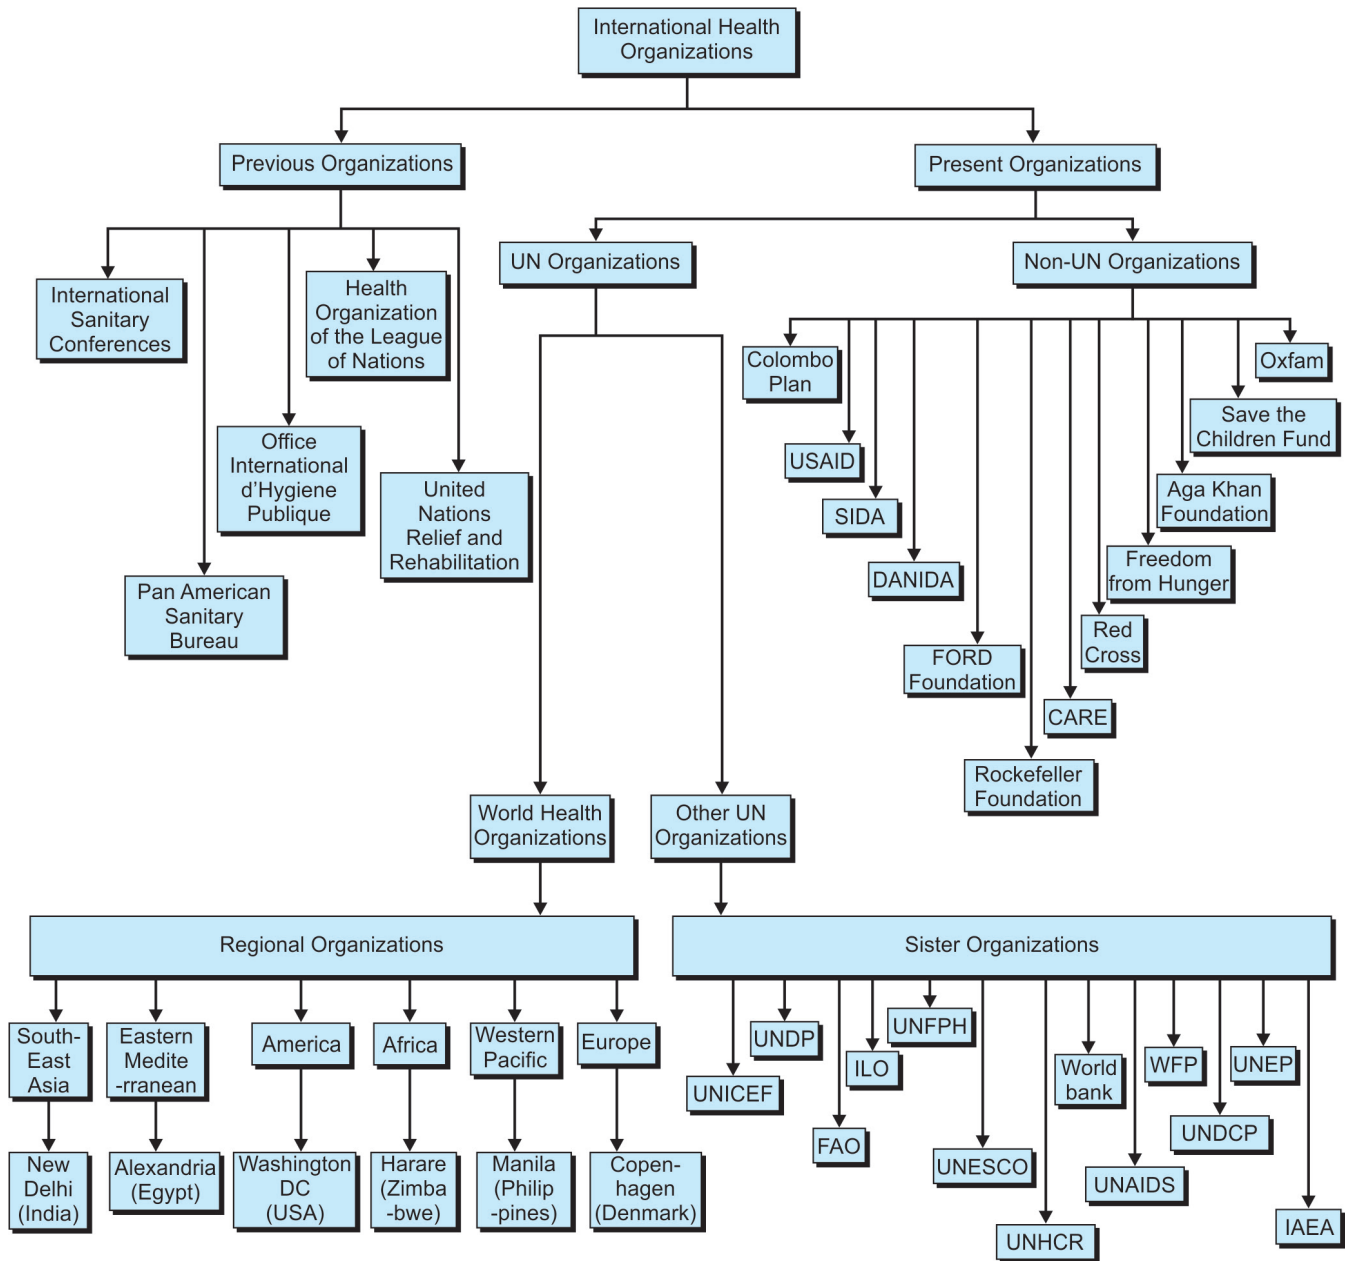 International Health
Organizations
Previous Organizations
Present Organizations
UN Organizations
Non-UN Organizations
International
Sanitary
Conferences
Health
Organization
of the League
of Nations
Office
International
d’Hygiene
Publique
United
Nations
Relief and
Rehabilitation
Pan American
Sanitary
Bureau
Colombo
Plan
USAID
SIDA
DANIDA
FORD
Foundation
Rockefeller
Foundation
CARE
Red
Cross
Freedom
from Hunger
Aga Khan
Foundation
Save the
Children Fund
Oxfam
World Health
Organizations
Other UN
Organizations
Regional Organizations
Sister Organizations
South-
East
Asia
Eastern
Medite
-rranean
America
Africa
Western
Pacific
Europe
New
Delhi
(India)
Alexandria
(Egypt)
Washington
DC
(USA)
Harare
(Zimba
-bwe)
Manila
(Philip
-pines)
Copen-
hagen
(Denmark)
UNICEF
UNDP
FAO
ILO
UNFPH
UNESCO
UNHCR
World
bank
UNAIDS
WFP
UNDCP
UNEP
IAEA